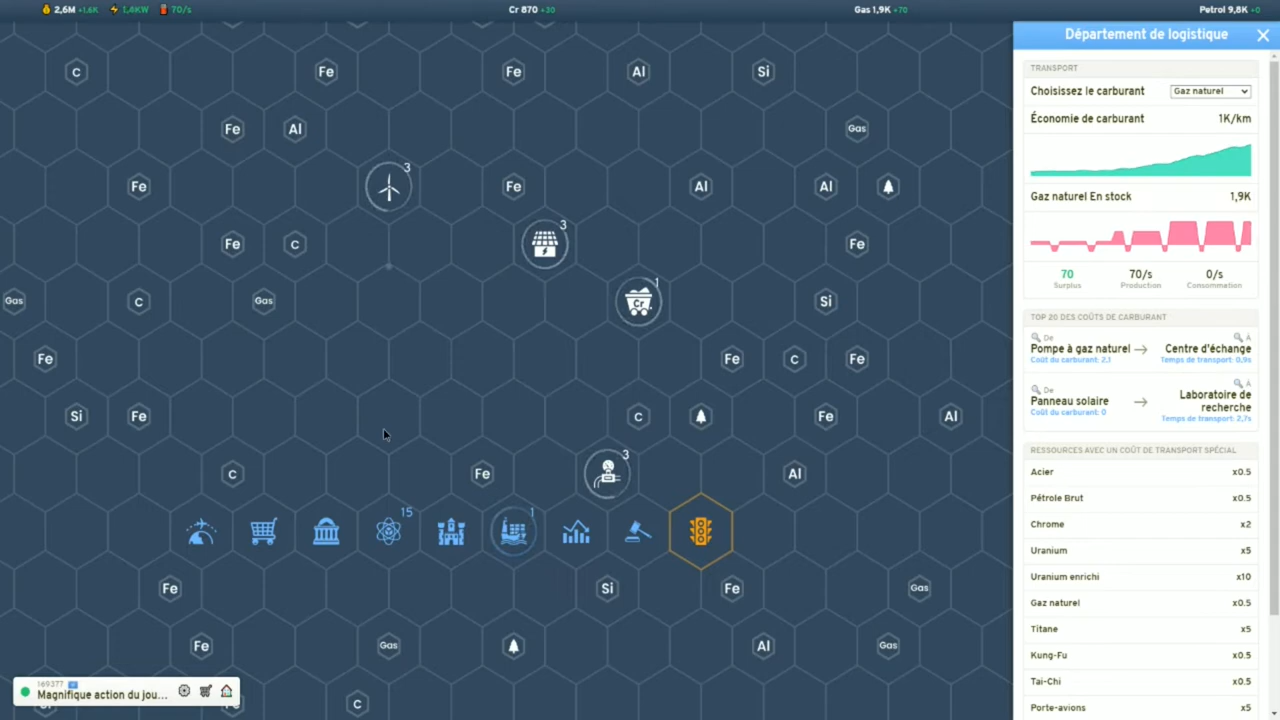 2,6M +1.6K 1,4KW 70/s Cr 870 +30 Gas 1,9K +70 Petrol 9,8K +0
Département de logistique
TRANSPORT
Choisissez le carburant Gaz naturel
Économie de carburant 1K/km
Gaz naturel En stock 1,9K
70 70/s 0/s
Surplus Production Consommation
TOP 20 DES COÛTS DE CARBURANT
De À
Pompe à gaz naturel → Centre d'échange
Coût du carburant: 2,1 Temps de transport: 0,9s
De À
Panneau solaire → Laboratoire de recherche
Coût du carburant: 0 Temps de transport: 2,7s
RESSOURCES AVEC UN COÛT DE TRANSPORT SPÉCIAL
Acier x0.5
Pétrole Brut x0.5
Chrome x2
Uranium x5
Uranium enrichi x10
Gaz naturel x0.5
Titane x5
Kung-Fu x0.5
Tai-Chi x0.5
Porte-avions x5
C Fe Fe Al Si
Fe Al Gas
3
Fe Fe Al Al
3
Fe C Fe
1
Gas C Gas Cr Si
Fe Fe C Fe
Si Fe C Fe Al
3
C Fe Al
15 1
Fe Si Fe Gas
Fe Gas Al Gas
C
169377
Magnifique action du jou...